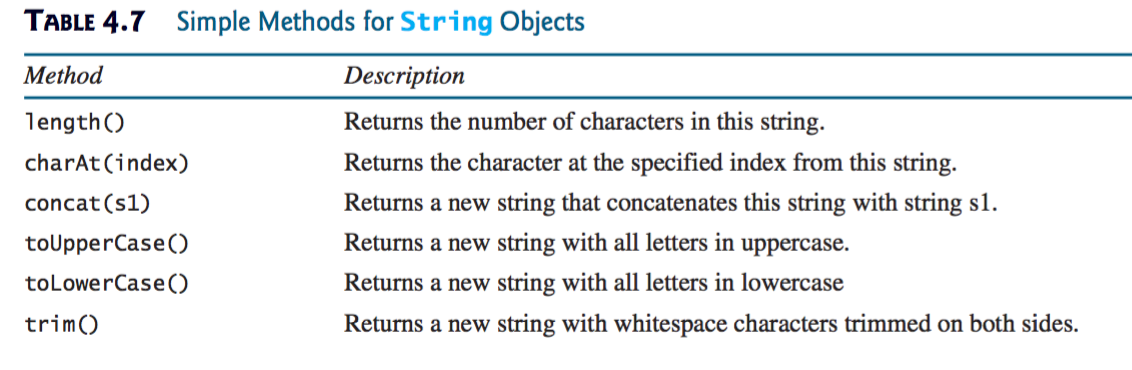 TABLE 4.7 Simple Methods for String Objects
Method Description
length() Returns the number of characters in this string.
charAt(index) Returns the character at the specified index from this string.
concat(s1) Returns a new string that concatenates this string with string s1.
toUpperCase() Returns a new string with all letters in uppercase.
toLowerCase() Returns a new string with all letters in lowercase
trim() Returns a new string with whitespace characters trimmed on both sides.